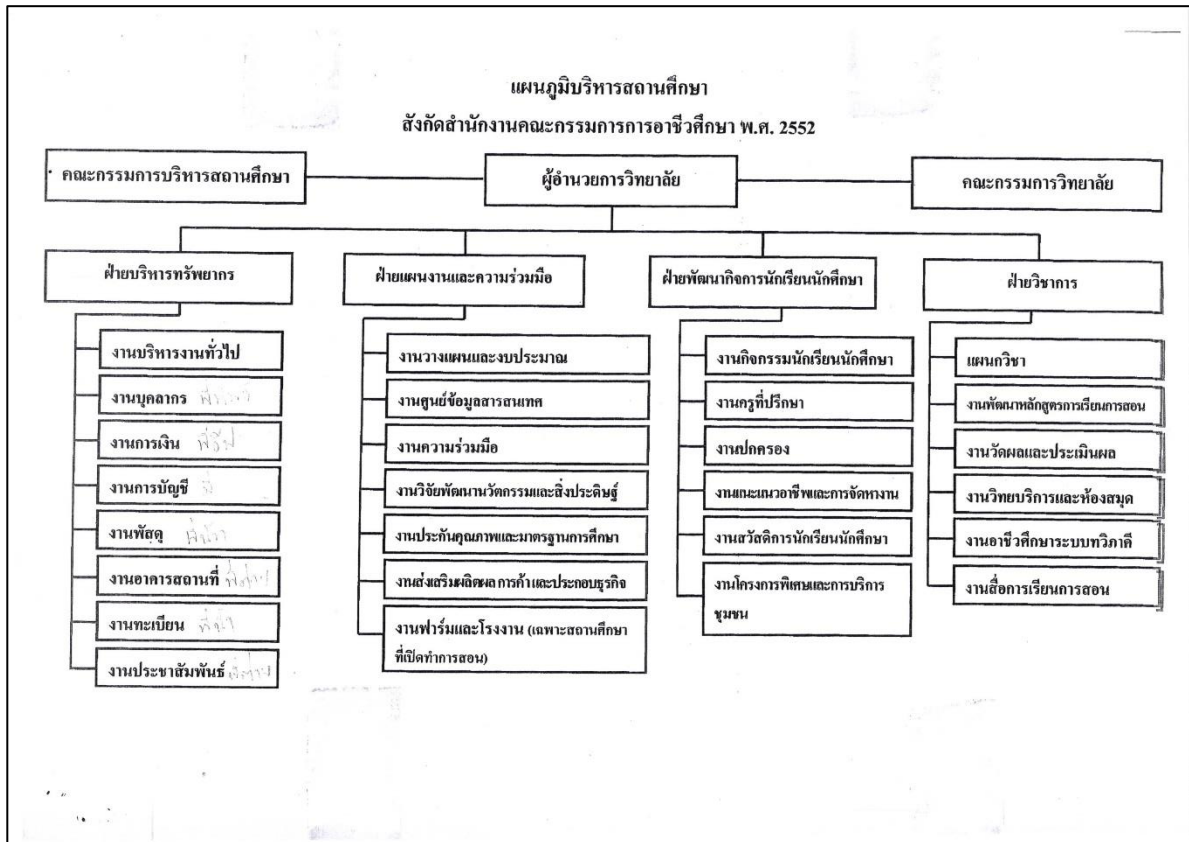 แผนภูมิบริหารสถานศึกษา
สังกัดสำนักงานคณะกรรมการการอาชีวศึกษา พ.ศ. 2552
คณะกรรมการบริหารสถานศึกษา
ผู้อำนวยการวิทยาลัย
คณะกรรมการวิทยาลัย
ฝ่ายบริหารทรัพยากร
งานบริหารงานทั่วไป
งานบุคลากร
งานการเงิน
งานการบัญชี
งานพัสดุ
งานอาคารสถานที่
งานทะเบียน
งานประชาสัมพันธ์
ฝ่ายแผนงานและความร่วมมือ
งานวางแผนและงบประมาณ
งานศูนย์ข้อมูลสารสนเทศ
งานความร่วมมือ
งานวิจัยพัฒนานวัตกรรมและสิ่งประดิษฐ์
งานประกันคุณภาพและมาตรฐานการศึกษา
งานส่งเสริมผลิตผล การค้าและประกอบธุรกิจ
งานฟาร์มและโรงงาน (เฉพาะสถานศึกษา
ที่เปิดทำการสอน)
ฝ่ายพัฒนากิจการนักเรียนนักศึกษา
งานกิจกรรมนักเรียนนักศึกษา
งานครูที่ปรึกษา
งานปกครอง
งานแนะแนวอาชีพและการจัดหางาน
งานสวัสดิการนักเรียนนักศึกษา
งานโครงการพิเศษและการบริการ
ชุมชน
ฝ่ายวิชาการ
แผนกวิชา
งานพัฒนาหลักสูตรการเรียนการสอน
งานวัดผลและประเมินผล
งานวิทยบริการและห้องสมุด
งานอาชีวศึกษาระบบทวิภาคี
งานสื่อการเรียนการสอน